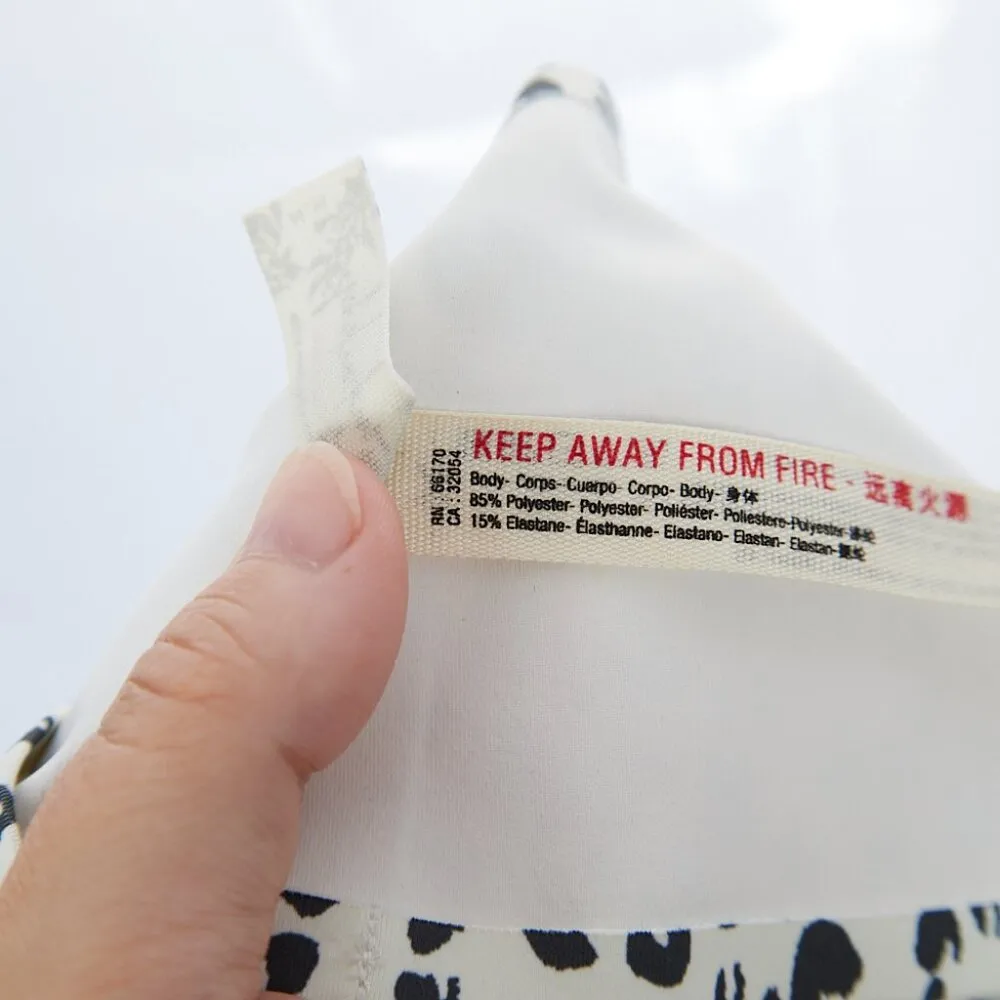 RN : 66170
CA : 32054
KEEP AWAY FROM FIRE - 远离火源
Body- Corps- Cuerpo- Corpo- Body- 身体
85% Polyester- Polyester- Poliéster- Poliestere-Polyester-涤纶
15% Elastane- Élasthanne- Elastano- Elastan- Elastan-氨纶